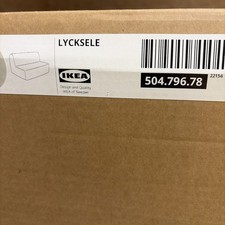 LYCKSELE
IKEA
Design and Quality
IKEA of Sweden
504.796.78
22156